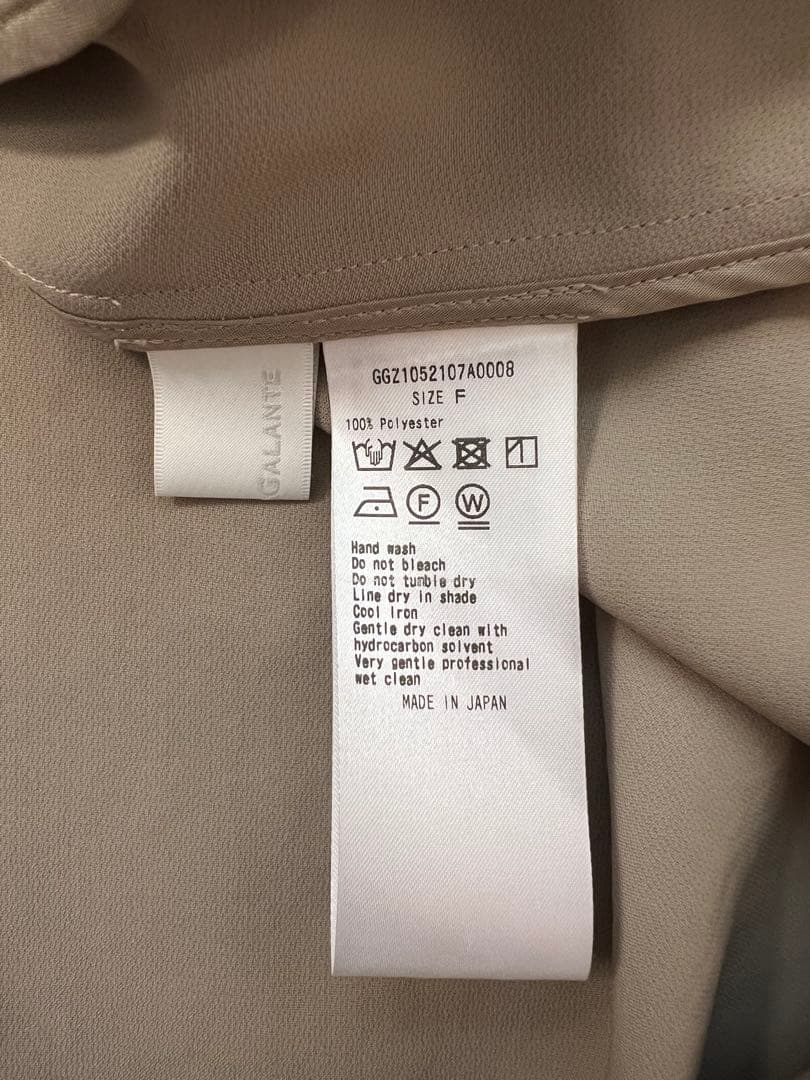 GALANTE
GGZ1052107A0008
SIZE F
100% Polyester
F W
Hand wash
Do not bleach
Do not tumble dry
Line dry in shade
Cool Iron
Gentle dry clean with
hydrocarbon solvent
Very gentle professional
wet clean
MADE IN JAPAN